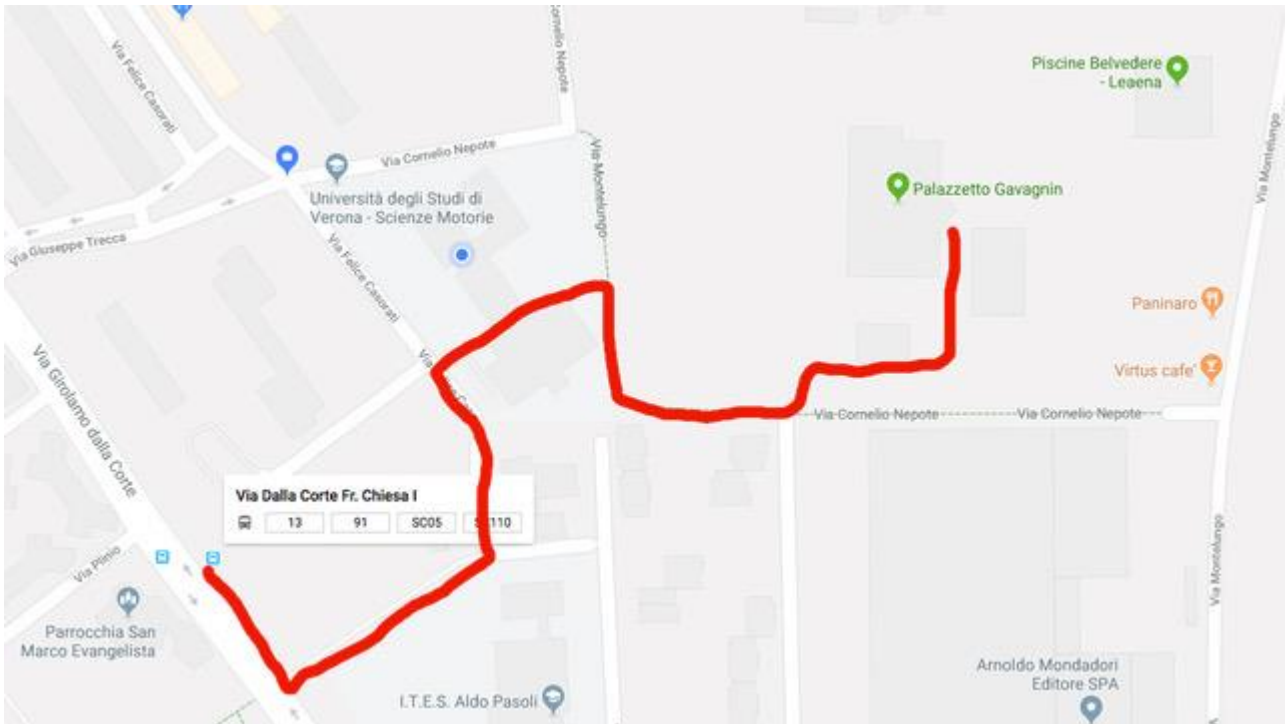 Via Cornelio Nepote
Piscine Belvedere
- Leaena
Via Felice Casorati
Via Cornelio Nepote
Via Montelungo
Via Montelungo
Università degli Studi di
Verona - Scienze Motorie
Palazzetto Gavagnin
Via Giuseppe Trecca
Via Felice Casorati
Paninaro
Via Girolamo dalla Corte
Via
Virtus cafe'
Via Cornelio Nepote
Via Cornelio Nepote
Via Dalla Corte Fr. Chiesa I
13 91 SC05 110
Via Plinio
Via Montelungo
Parrocchia San
Marco Evangelista
Arnoldo Mondadori
Editore SPA
I.T.E.S. Aldo Pasoli